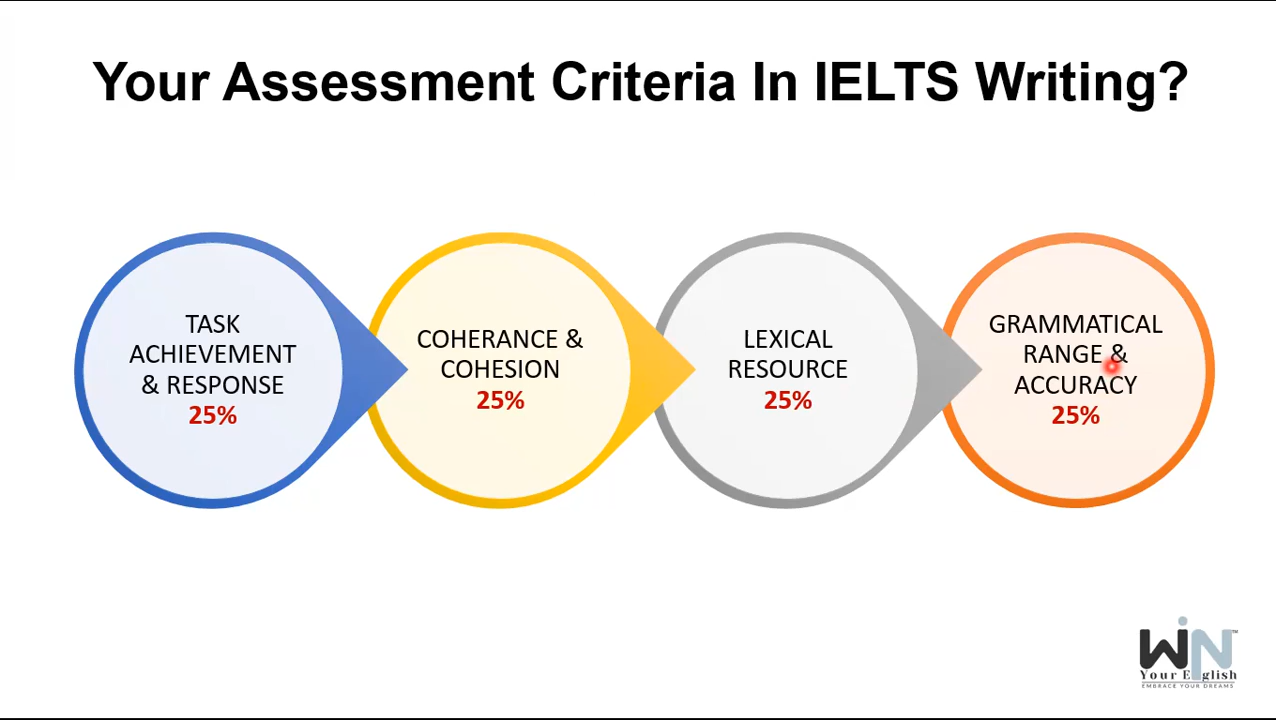 Your Assessment Criteria In IELTS Writing?
TASK
ACHIEVEMENT
& RESPONSE
25%
COHERANCE &
COHESION
25%
LEXICAL
RESOURCE
25%
GRAMMATICAL
RANGE &
ACCURACY
25%
WiN™
Your English
EMBRACE YOUR DREAMS